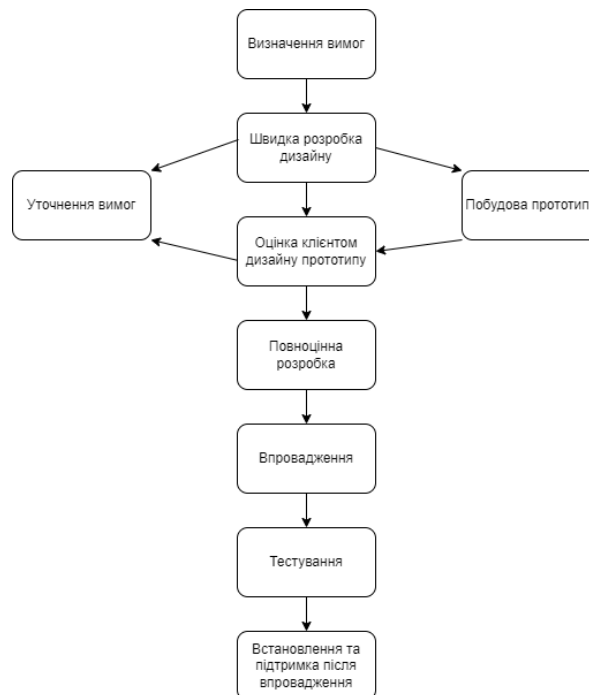 Визначення вимог
Швидка розробка
дизайну
Уточнення вимог
Побудова прототип
Оцінка клієнтом
дизайну прототипу
Повноцінна
розробка
Впровадження
Тестування
Встановлення та
підтримка після
впровадження